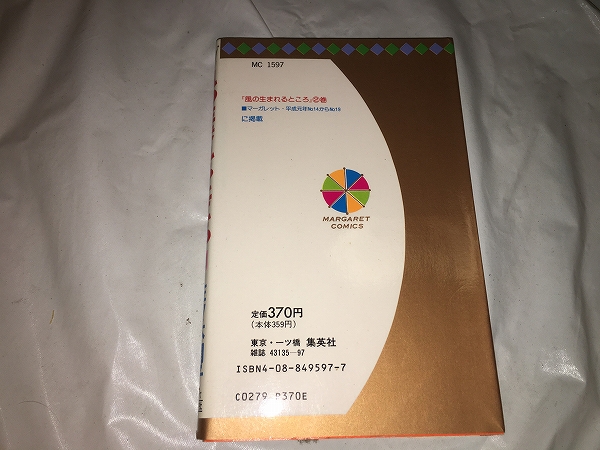 MC 1597
『風の生まれるところ』②巻
■マーガレット・平成元年No.14からNo.19
に掲載
MARGARET
COMICS
定価370円
(本体359円)
東京・一ツ橋 集英社
雑誌 43135-97
ISBN4-08-849597-7
C0279 P370E